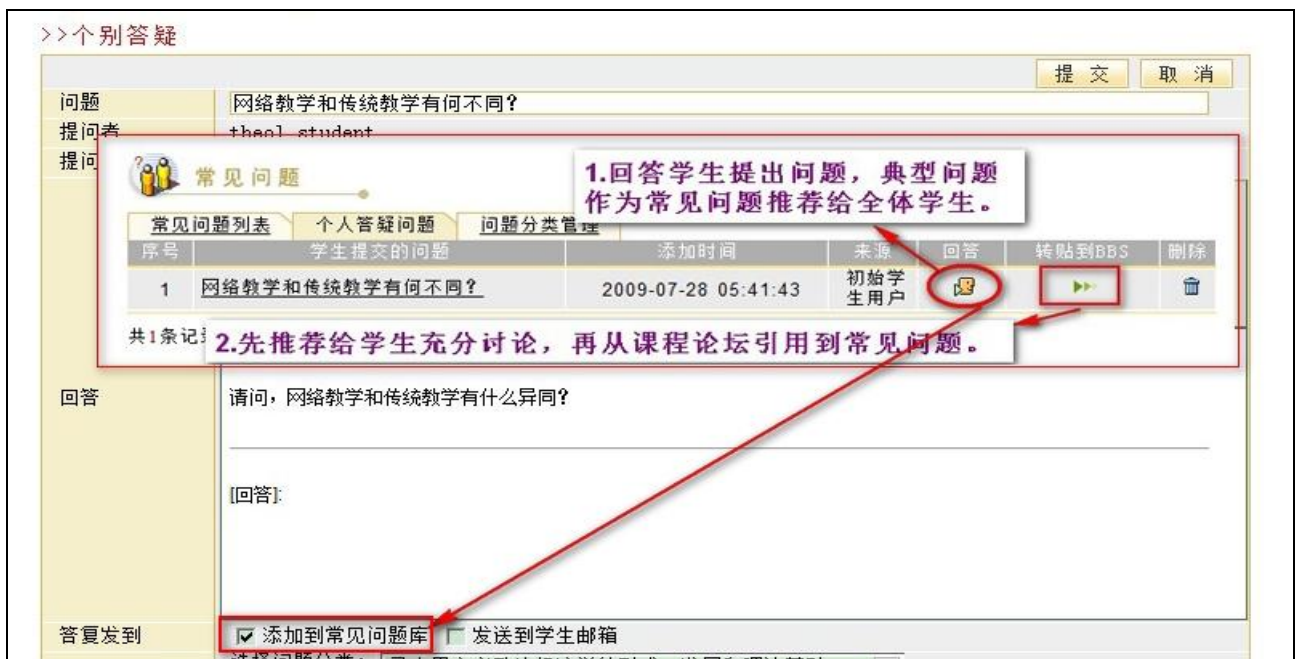 >>个别答疑
提 交 取 消
问题 网络教学和传统教学有何不同?
提问者 theol student
提问
常见问题
1.回答学生提出问题，典型问题
作为常见问题推荐给全体学生。
常见问题列表 个人答疑问题 问题分类管理
序号 学生提交的问题 添加时间 来源 回答 转贴到BBS 删除
1 网络教学和传统教学有何不同? 2009-07-28 05:41:43 初始学
生用户
共1条记
2.先推荐给学生充分讨论，再从课程论坛引用到常见问题。
回答 请问，网络教学和传统教学有什么异同?
[回答]:
答复发到 添加到常见问题库 发送到学生邮箱